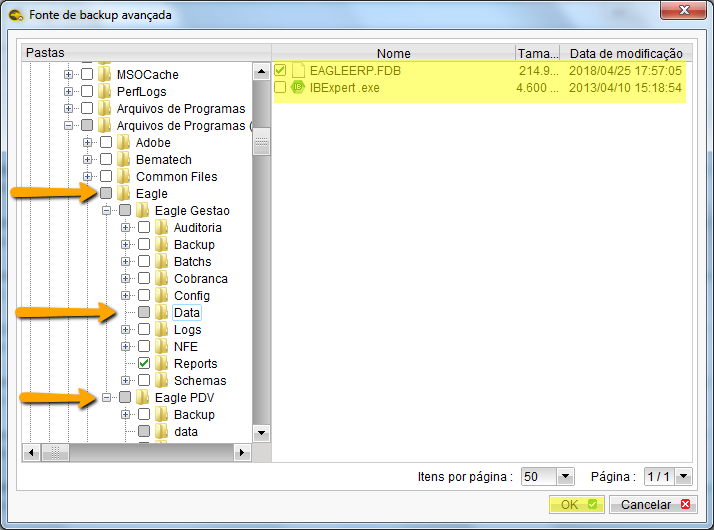 Fonte de backup avançada
Pastas
Nome Tama... Data de modificação
MSOCache
PerfLogs
Arquivos de Programas
Arquivos de Programas (
Adobe
Bematech
Common Files
Eagle
Eagle Gestao
Auditoria
Backup
Batchs
Cobranca
Config
Data
Logs
NFE
Reports
Schemas
Eagle PDV
Backup
data
EAGLEERP.FDB 214.9... 2018/04/25 17:57:05
IBExpert .exe 4.600 ... 2013/04/10 15:18:54
Itens por página : 50 Página : 1 / 1
OK Cancelar